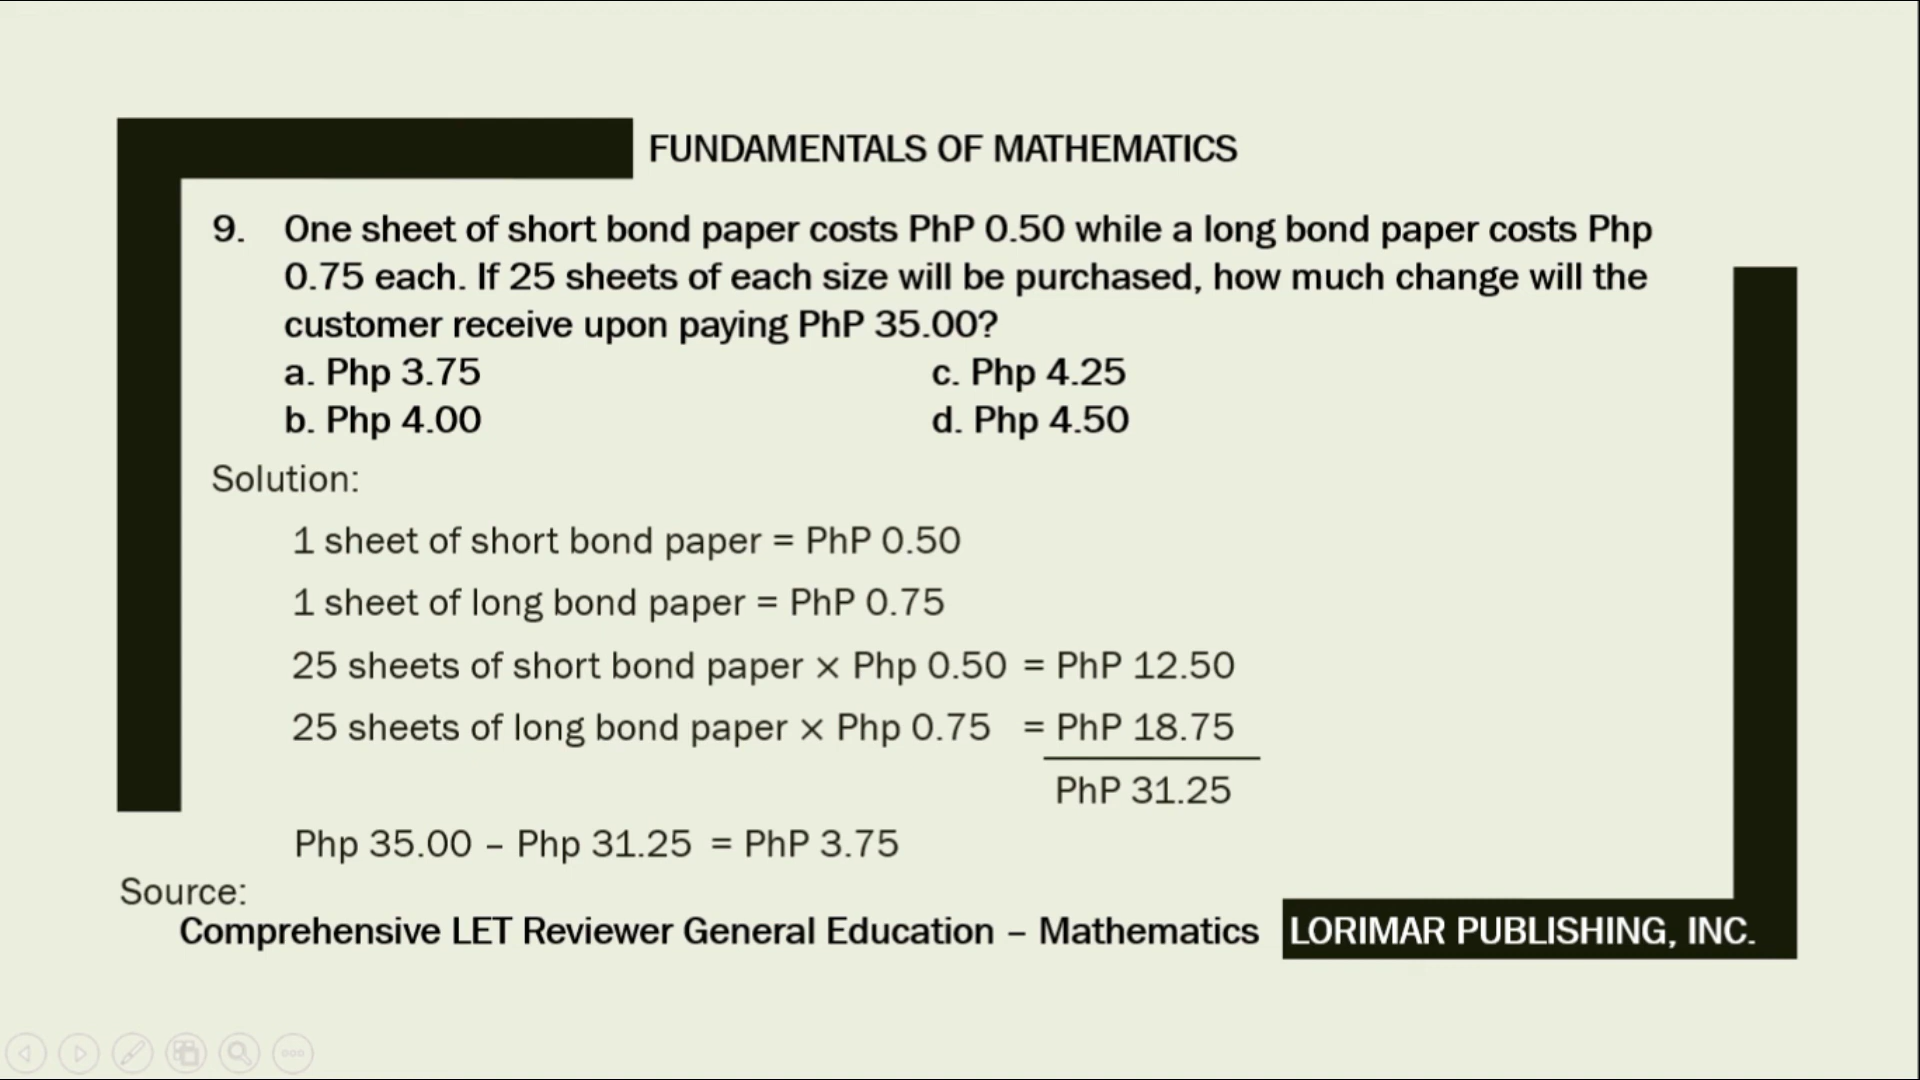 FUNDAMENTALS OF MATHEMATICS
9. One sheet of short bond paper costs PhP 0.50 while a long bond paper costs Php
0.75 each. If 25 sheets of each size will be purchased, how much change will the
customer receive upon paying PhP 35.00?
a. Php 3.75 c. Php 4.25
b. Php 4.00 d. Php 4.50
Solution:
1 sheet of short bond paper = PhP 0.50
1 sheet of long bond paper = PhP 0.75
25 sheets of short bond paper × Php 0.50 = PhP 12.50
25 sheets of long bond paper × Php 0.75 = PhP 18.75
PhP 31.25
Php 35.00 – Php 31.25 = PhP 3.75
Source:
Comprehensive LET Reviewer General Education – Mathematics LORIMAR PUBLISHING, INC.